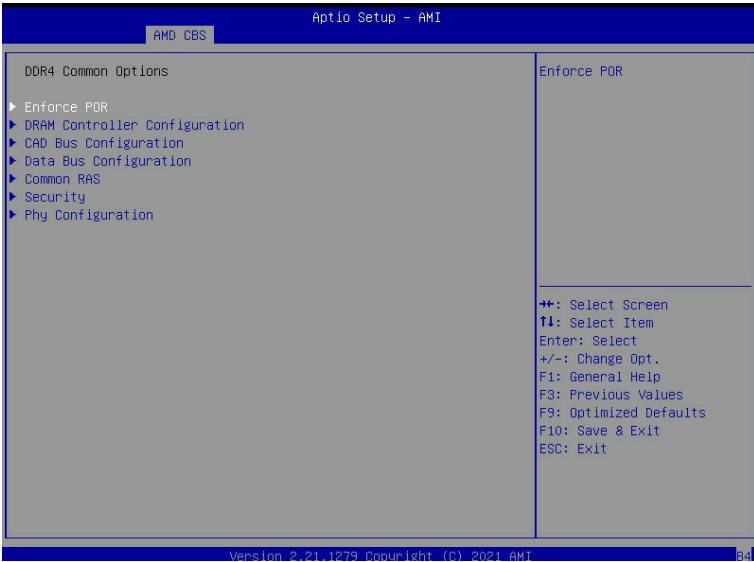 Aptio Setup – AMI
AMD CBS
DDR4 Common Options
Enforce POR
DRAM Controller Configuration
CAD Bus Configuration
Data Bus Configuration
Common RAS
Security
Phy Configuration
Enforce POR
→←: Select Screen
↑↓: Select Item
Enter: Select
+/-: Change Opt.
F1: General Help
F3: Previous Values
F9: Optimized Defaults
F10: Save & Exit
ESC: Exit
Version 2.21.1279 Copyright (C) 2021 AMI
B4